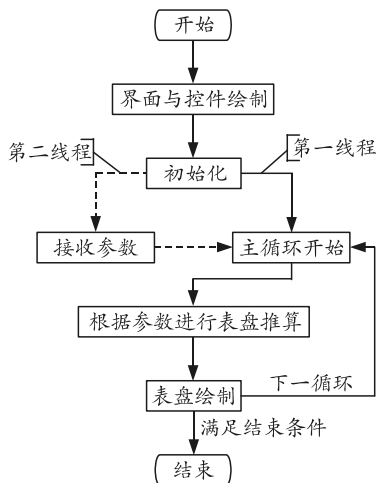 开始
界面与控件绘制
第二线程
第一线程
初始化
接收参数
主循环开始
根据参数进行表盘推算
表盘绘制
下一循环
满足结束条件
结束